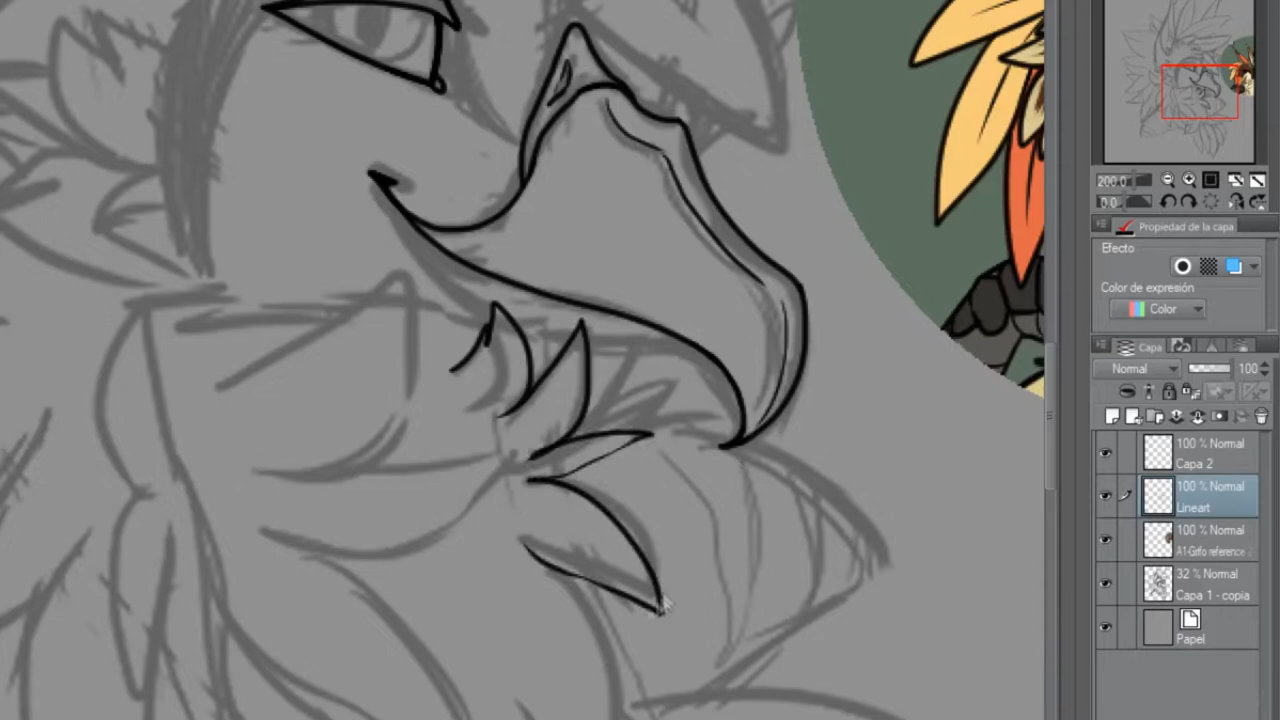 200.0
0.0
Propiedad de la capa
Efecto
Color de expresión
Color
Capa
Normal 100
100 % Normal
Capa 2
100 % Normal
Lineart
100 % Normal
A1-Grifo reference
32 % Normal
Capa 1 - copia
Papel